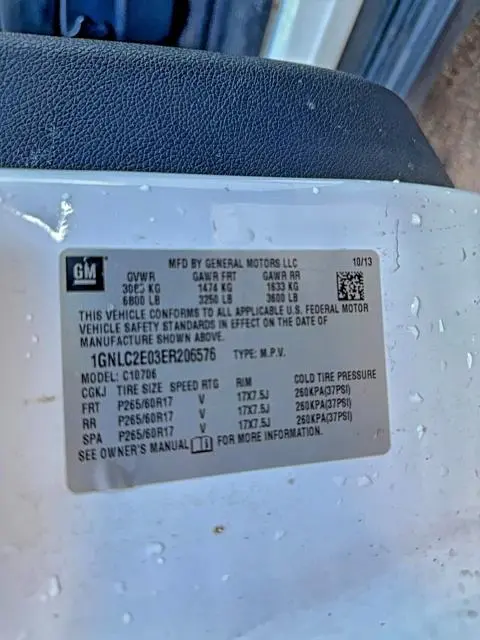 GM MFD BY GENERAL MOTORS LLC 10/13
GVWR GAWR FRT GAWR RR
3085 KG 1474 KG 1633 KG
6800 LB 3250 LB 3600 LB
THIS VEHICLE CONFORMS TO ALL APPLICABLE U.S. FEDERAL MOTOR
VEHICLE SAFETY STANDARDS IN EFFECT ON THE DATE OF
MANUFACTURE SHOWN ABOVE.
1GNLC2E03ER206576 TYPE: M.P.V.
MODEL: C10706
CGKJ TIRE SIZE SPEED RTG RIM COLD TIRE PRESSURE
FRT P265/60R17 V 17X7.5J 260KPA(37PSI)
RR P265/60R17 V 17X7.5J 260KPA(37PSI)
SPA P265/60R17 V 17X7.5J 260KPA(37PSI)
SEE OWNER'S MANUAL FOR MORE INFORMATION.